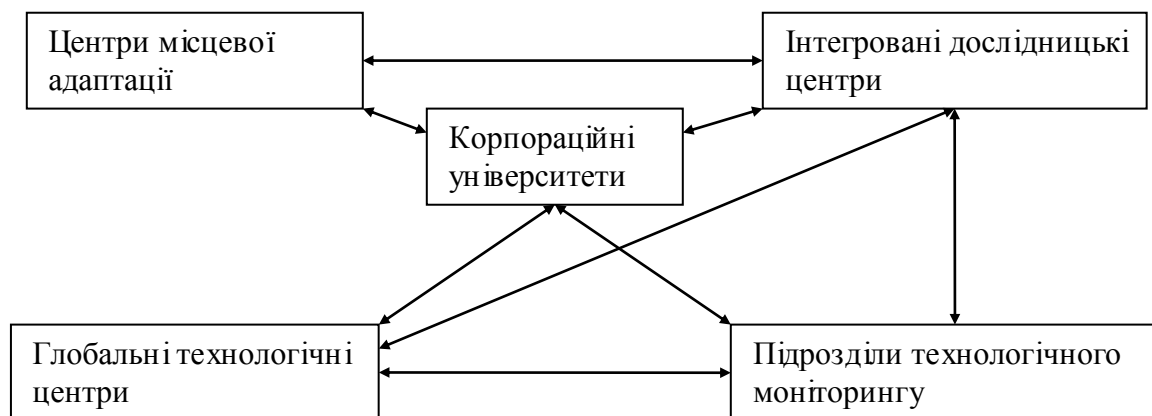 Центри місцевої
адаптації
Інтегровані дослідницькі
центри
Корпораційні
університети
Глобальні технологічні
центри
Підрозділи технологічного
моніторингу